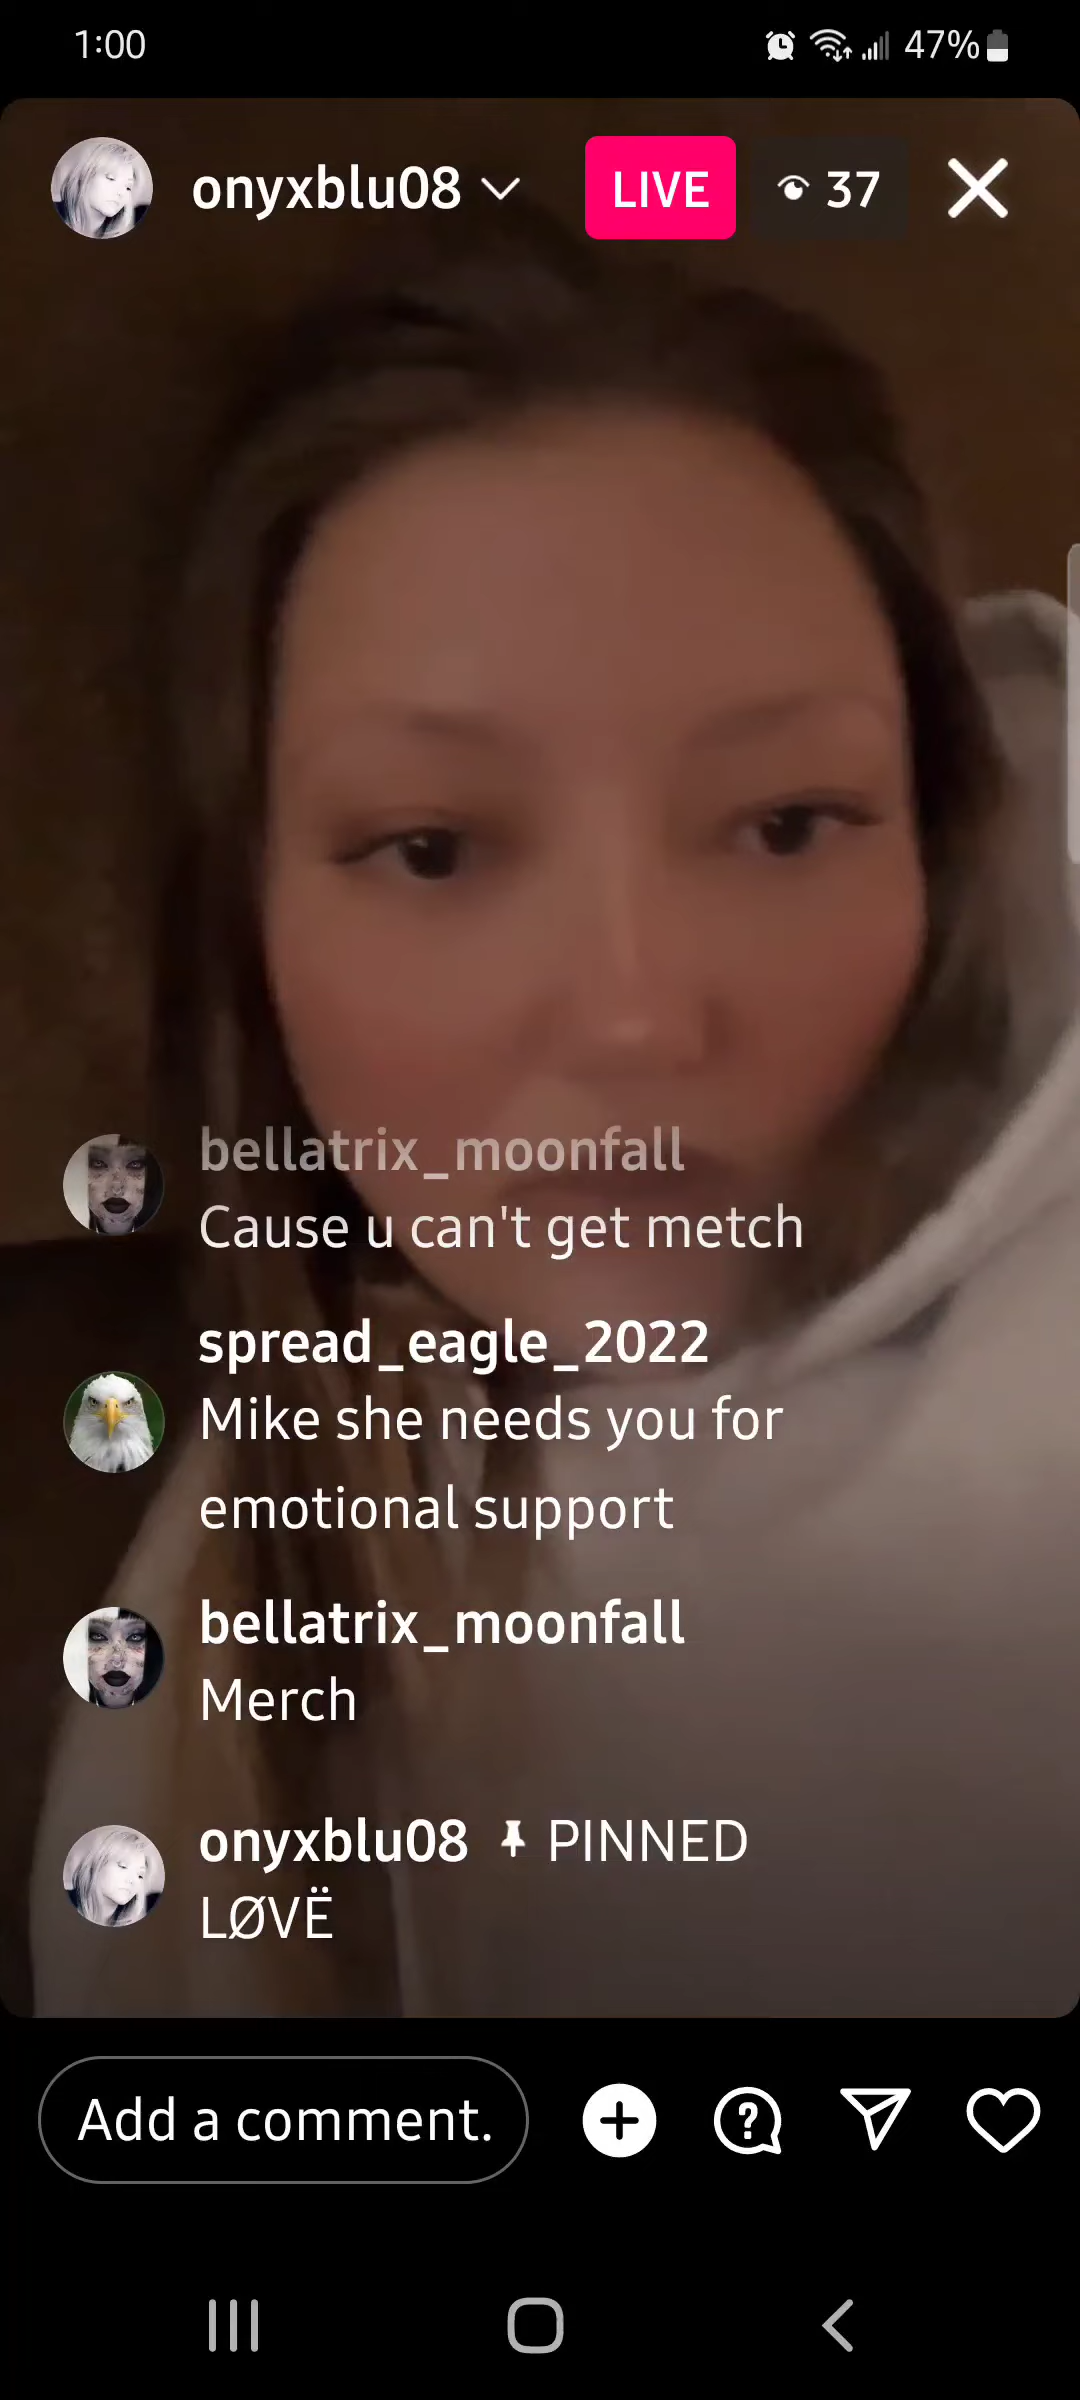 1:00 47%
onyxblu08 LIVE 37
bellatrix_moonfall
Cause u can't get metch
spread_eagle_2022
Mike she needs you for
emotional support
bellatrix_moonfall
Merch
onyxblu08 PINNED
LØVË
Add a comment.